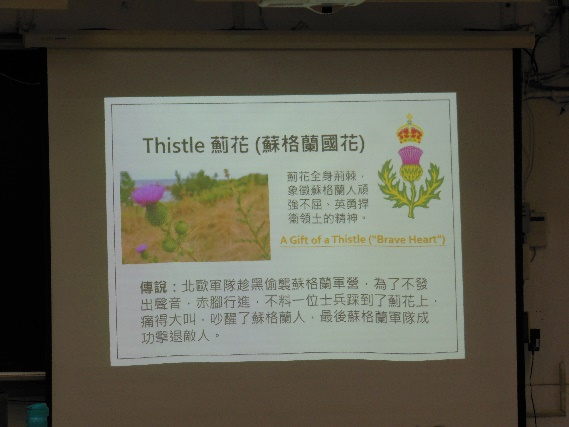 Thistle 薊花 (蘇格蘭國花)
薊花全身荊棘，
象徵蘇格蘭人頑
強不屈、英勇捍
衛領土的精神。
A Gift of a Thistle ("Brave Heart")
傳說：北歐軍隊趁黑偷襲蘇格蘭軍營，為了不發
出聲音，赤腳行進，不料一位士兵踩到了薊花上，
痛得大叫，吵醒了蘇格蘭人，最後蘇格蘭軍隊成
功擊退敵人。